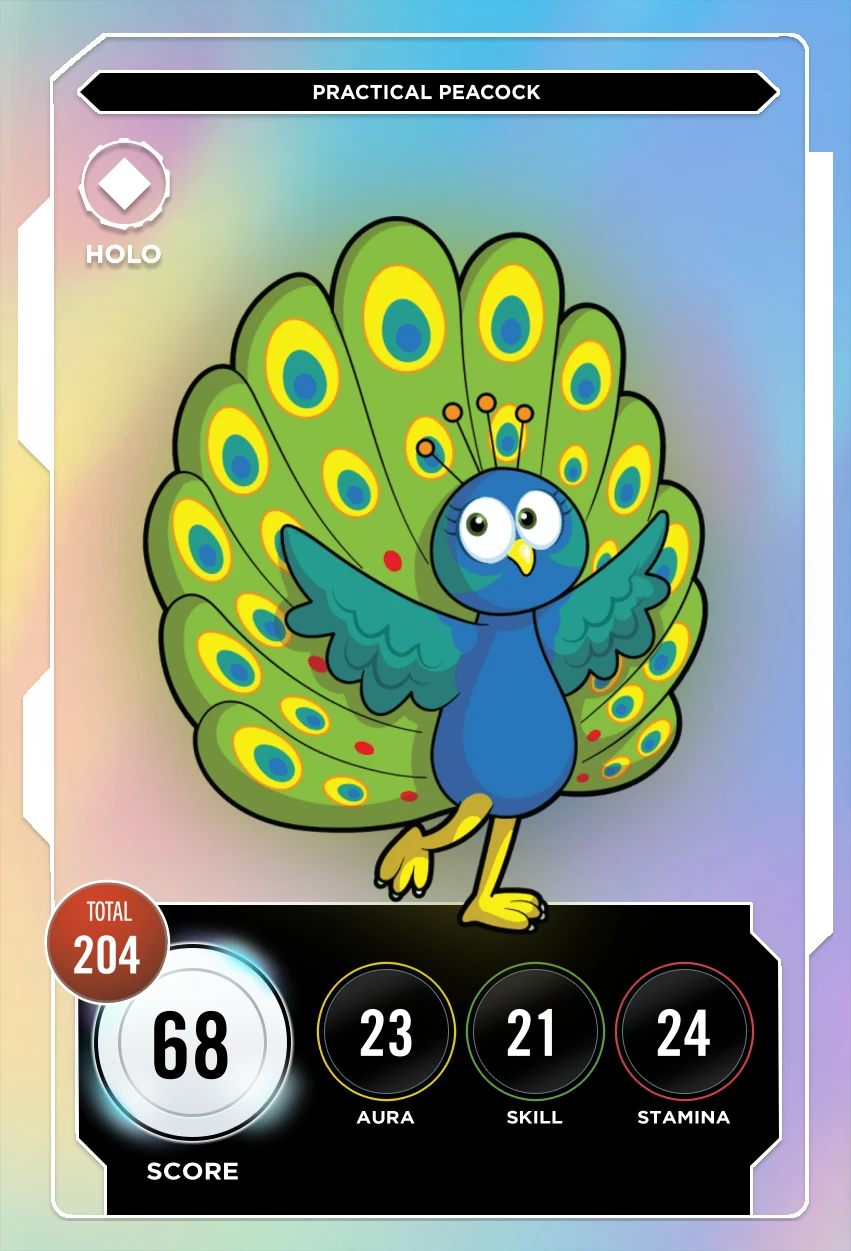 PRACTICAL PEACOCK
HOLO
TOTAL
204
68
23
21
24
AURA
SKILL
STAMINA
SCORE